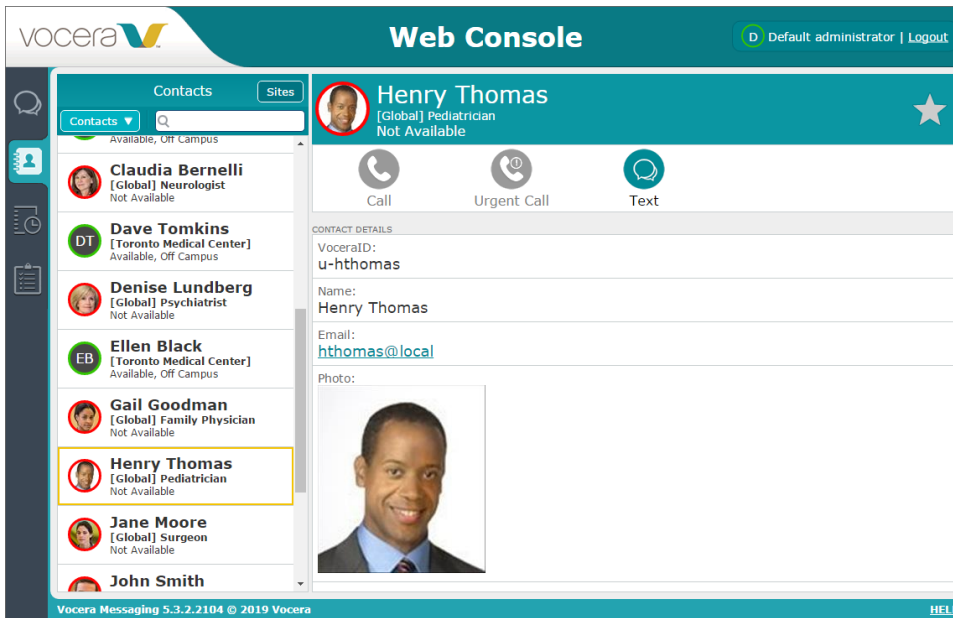 vocera
Web Console
D Default administrator | Logout
Contacts
Sites
Contacts ▼
Available, Off Campus
Claudia Bernelli
[Global] Neurologist
Not Available
DT
Dave Tomkins
[Toronto Medical Center]
Available, Off Campus
Denise Lundberg
[Global] Psychiatrist
Not Available
EB
Ellen Black
[Toronto Medical Center]
Available, Off Campus
Gail Goodman
[Global] Family Physician
Not Available
Henry Thomas
[Global] Pediatrician
Not Available
Jane Moore
[Global] Surgeon
Not Available
John Smith
Henry Thomas
[Global] Pediatrician
Not Available
Call
Urgent Call
Text
CONTACT DETAILS
VoceraID:
u-hthomas
Name:
Henry Thomas
Email:
hthomas@local
Photo:
Vocera Messaging 5.3.2.2104 © 2019 Vocera
HEL